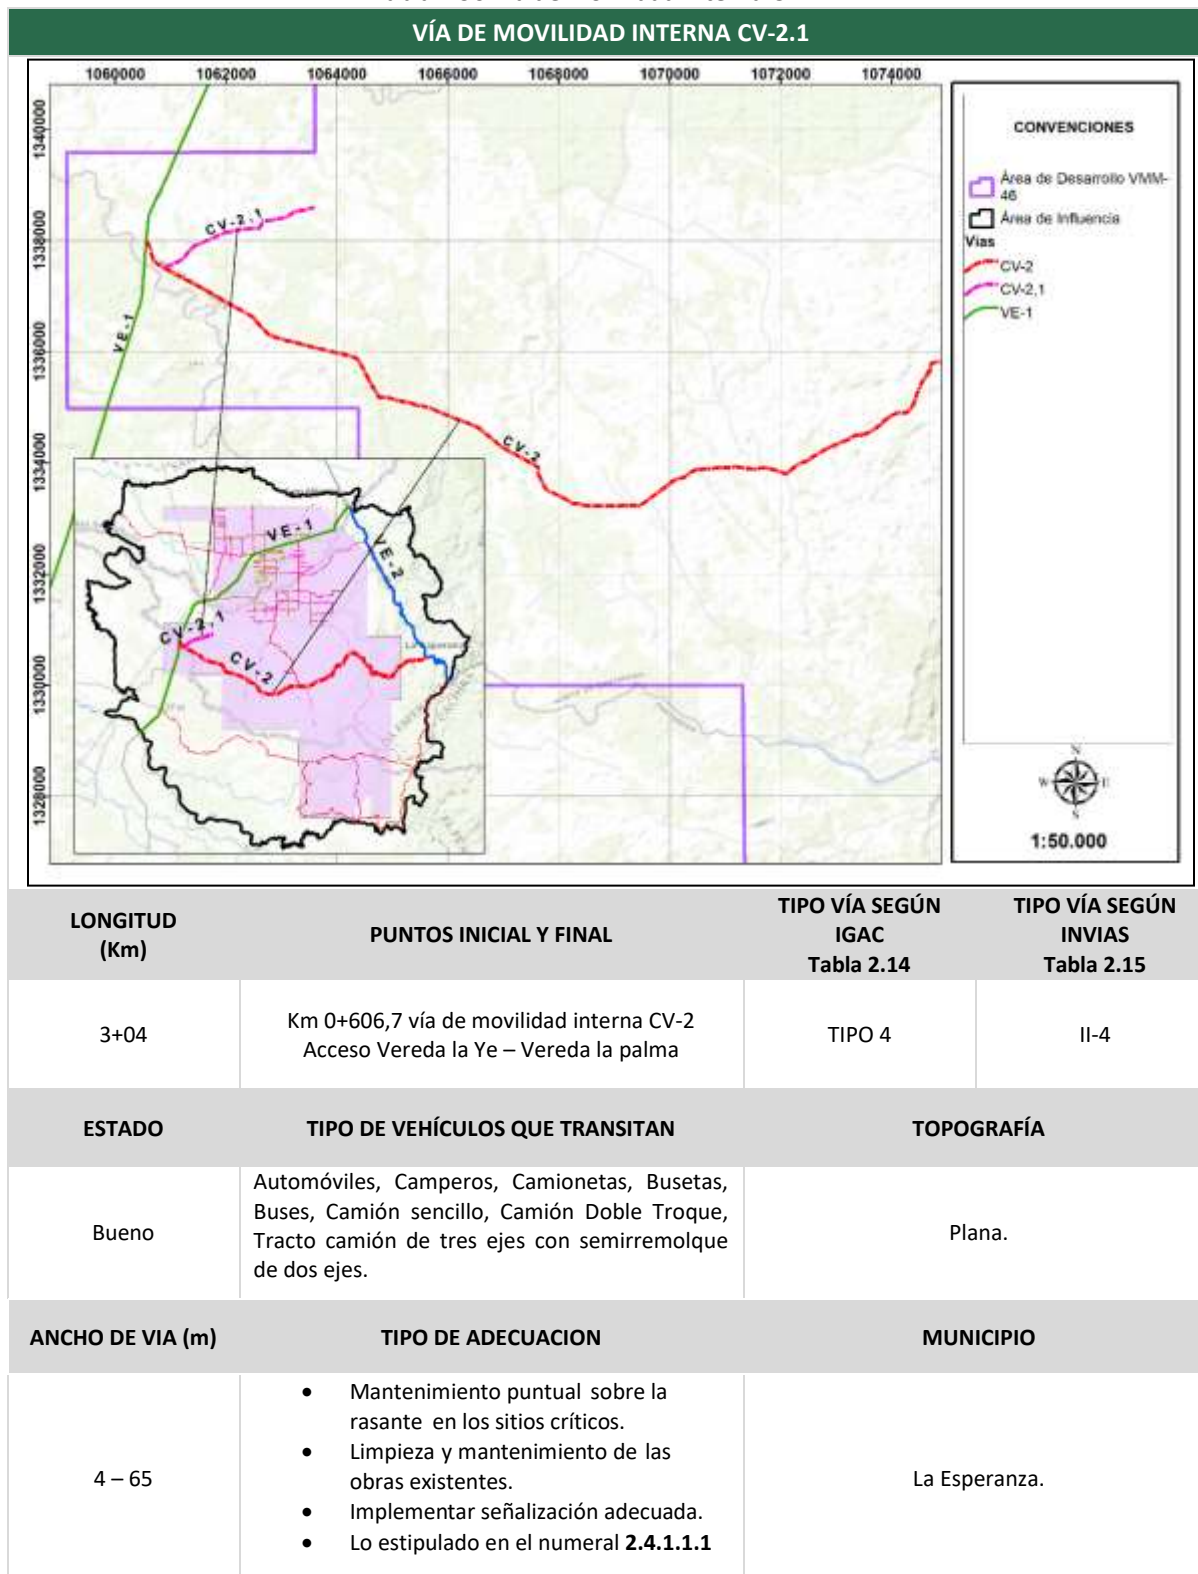 VÍA DE MOVILIDAD INTERNA CV-2.1
1060000 1062000 1064000 1066000 1068000 1070000 1072000 1074000
1340000
1338000
1336000
1334000
1332000
1330000
1328000
CV-2,1
VE-1
CV-2
VE-1
VE-2
CV-2,1
CV-2
CONVENCIONES
Área de Desarrollo VMM-
46
Área de Influencia
Vías
CV-2
CV-2,1
VE-1
N
W E
S
1:50.000
LONGITUD
(Km)
PUNTOS INICIAL Y FINAL
TIPO VÍA SEGÚN
IGAC
Tabla 2.14
TIPO VÍA SEGÚN
INVIAS
Tabla 2.15
3+04
Km 0+606,7 vía de movilidad interna CV-2
Acceso Vereda la Ye – Vereda la palma
TIPO 4
II-4
ESTADO
TIPO DE VEHÍCULOS QUE TRANSITAN
TOPOGRAFÍA
Bueno
Automóviles, Camperos, Camionetas, Busetas,
Buses, Camión sencillo, Camión Doble Troque,
Tracto camión de tres ejes con semirremolque
de dos ejes.
Plana.
ANCHO DE VIA (m)
TIPO DE ADECUACION
MUNICIPIO
4 – 65
• Mantenimiento puntual sobre la
rasante en los sitios críticos.
• Limpieza y mantenimiento de las
obras existentes.
• Implementar señalización adecuada.
• Lo estipulado en el numeral 2.4.1.1.1
La Esperanza.